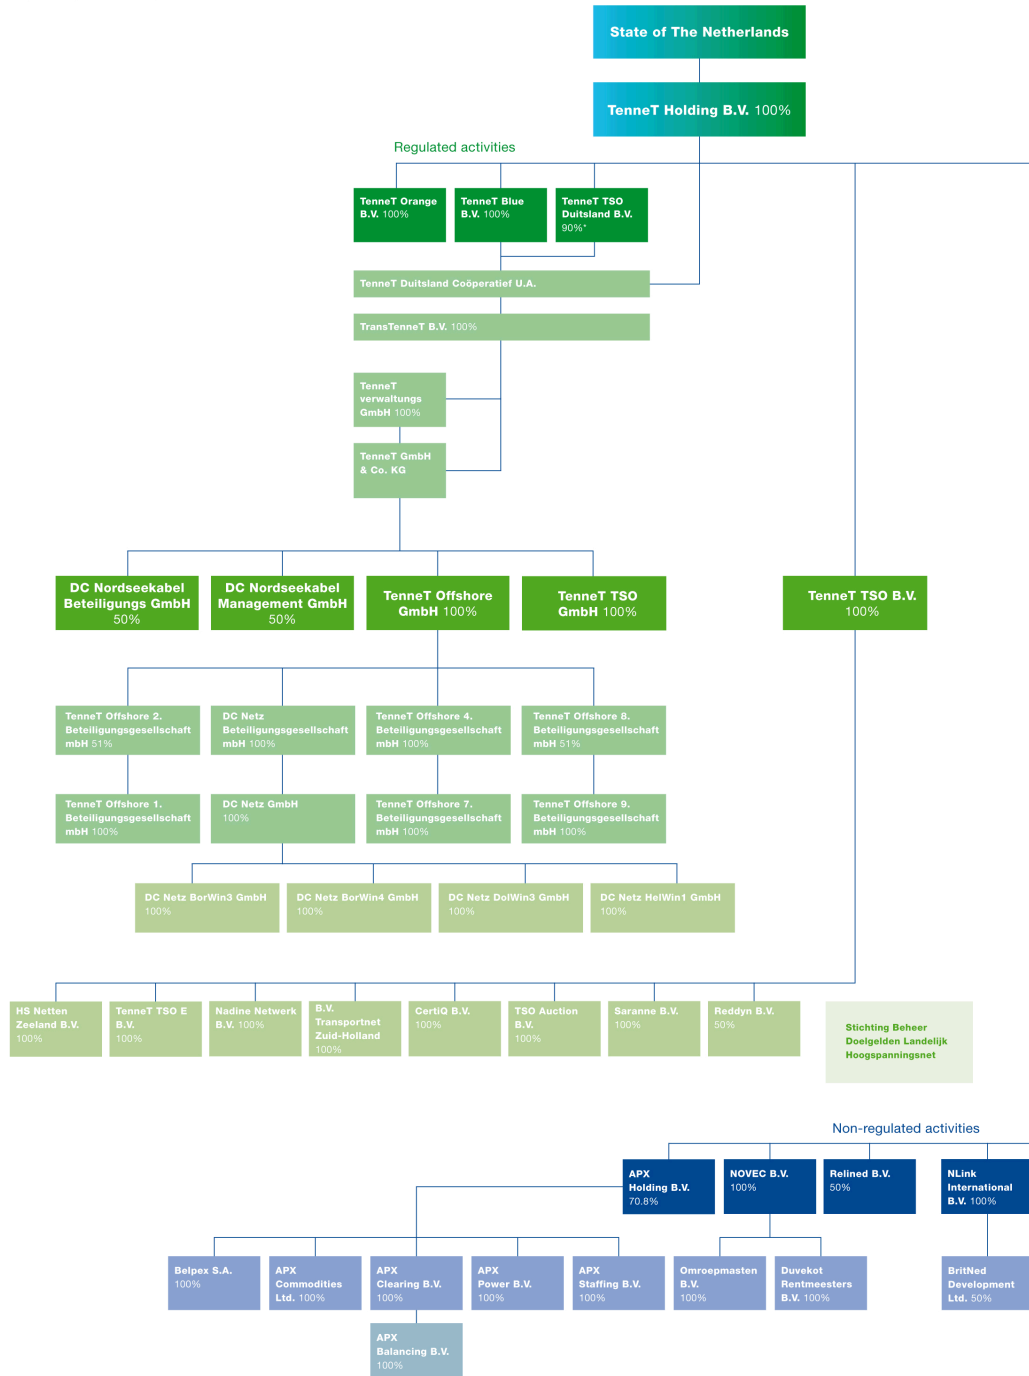 State of The Netherlands
TenneT Holding B.V. 100%
Regulated activities
TenneT Orange
B.V. 100%
TenneT Blue
B.V. 100%
TenneT TSO
Duitsland B.V.
90%*
TenneT Duitsland Coöperatief U.A.
TransTenneT B.V. 100%
TenneT
verwaltungs
GmbH 100%
TenneT GmbH
& Co. KG
DC Nordseekabel
Beteiligungs GmbH
50%
DC Nordseekabel
Management GmbH
50%
TenneT Offshore
GmbH 100%
TenneT TSO
GmbH 100%
TenneT TSO B.V.
100%
TenneT Offshore 2.
Beteiligungsgesellschaft
mbH 51%
DC Netz
Beteiligungsgesellschaft
mbH 100%
TenneT Offshore 4.
Beteiligungsgesellschaft
mbH 100%
TenneT Offshore 8.
Beteiligungsgesellschaft
mbH 51%
TenneT Offshore 1.
Beteiligungsgesellschaft
mbH 100%
DC Netz GmbH
100%
TenneT Offshore 7.
Beteiligungsgesellschaft
mbH 100%
TenneT Offshore 9.
Beteiligungsgesellschaft
mbH 100%
DC Netz BorWin3 GmbH
100%
DC Netz BorWin4 GmbH
100%
DC Netz DolWin3 GmbH
100%
DC Netz HelWin1 GmbH
100%
HS Netten
Zeeland B.V.
100%
TenneT TSO E
B.V.
100%
Nadine Netwerk
B.V. 100%
B.V.
Transportnet
Zuid-Holland
100%
CertiQ B.V.
100%
TSO Auction
B.V.
100%
Saranne B.V.
100%
Reddyn B.V.
50%
Stichting Beheer
Doelgelden Landelijk
Hoogspanningsnet
Non-regulated activities
APX
Holding B.V.
70.8%
NOVEC B.V.
100%
Relined B.V.
50%
NLink
International
B.V. 100%
Belpex S.A.
100%
APX
Commodities
Ltd. 100%
APX
Clearing B.V.
100%
APX
Power B.V.
100%
APX
Staffing B.V.
100%
Omroepmasten
B.V.
100%
Duvekot
Rentmeesters
B.V. 100%
BritNed
Development
Ltd. 50%
APX
Balancing B.V.
100%